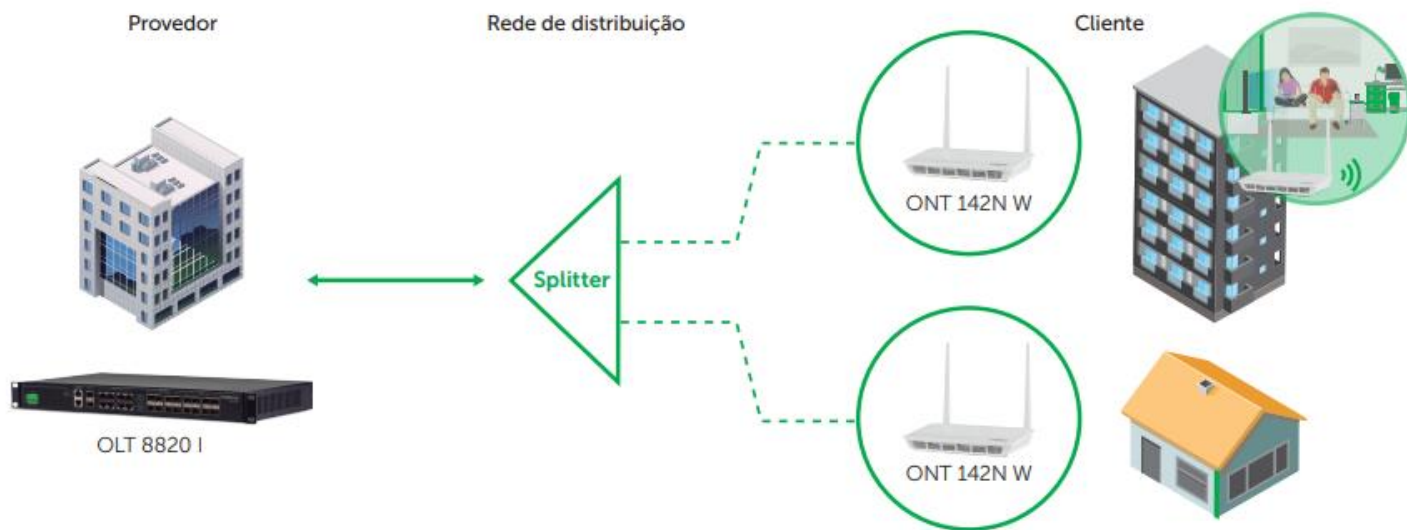 Provedor
Rede de distribuição
Cliente
ONT 142N W
Splitter
OLT 8820 I
ONT 142N W